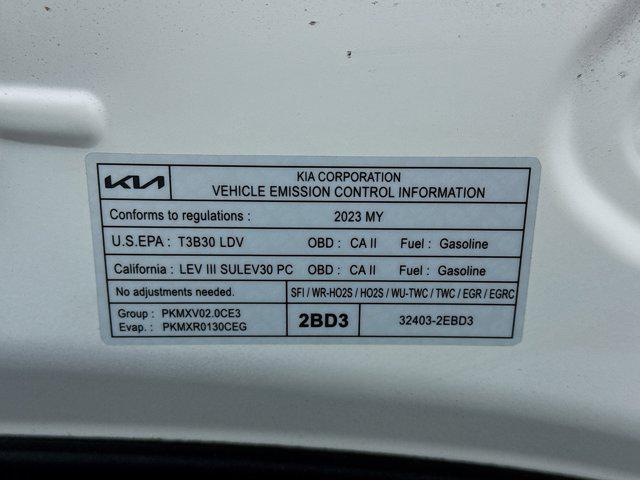 KIA
KIA CORPORATION
VEHICLE EMISSION CONTROL INFORMATION
Conforms to regulations : 2023 MY
U.S.EPA : T3B30 LDV OBD : CA II Fuel : Gasoline
California : LEV III SULEV30 PC OBD : CA II Fuel : Gasoline
No adjustments needed. SFI / WR-HO2S / HO2S / WU-TWC / TWC / EGR / EGRC
Group : PKMXV02.0CE3
Evap. : PKMXR0130CEG
2BD3
32403-2EBD3